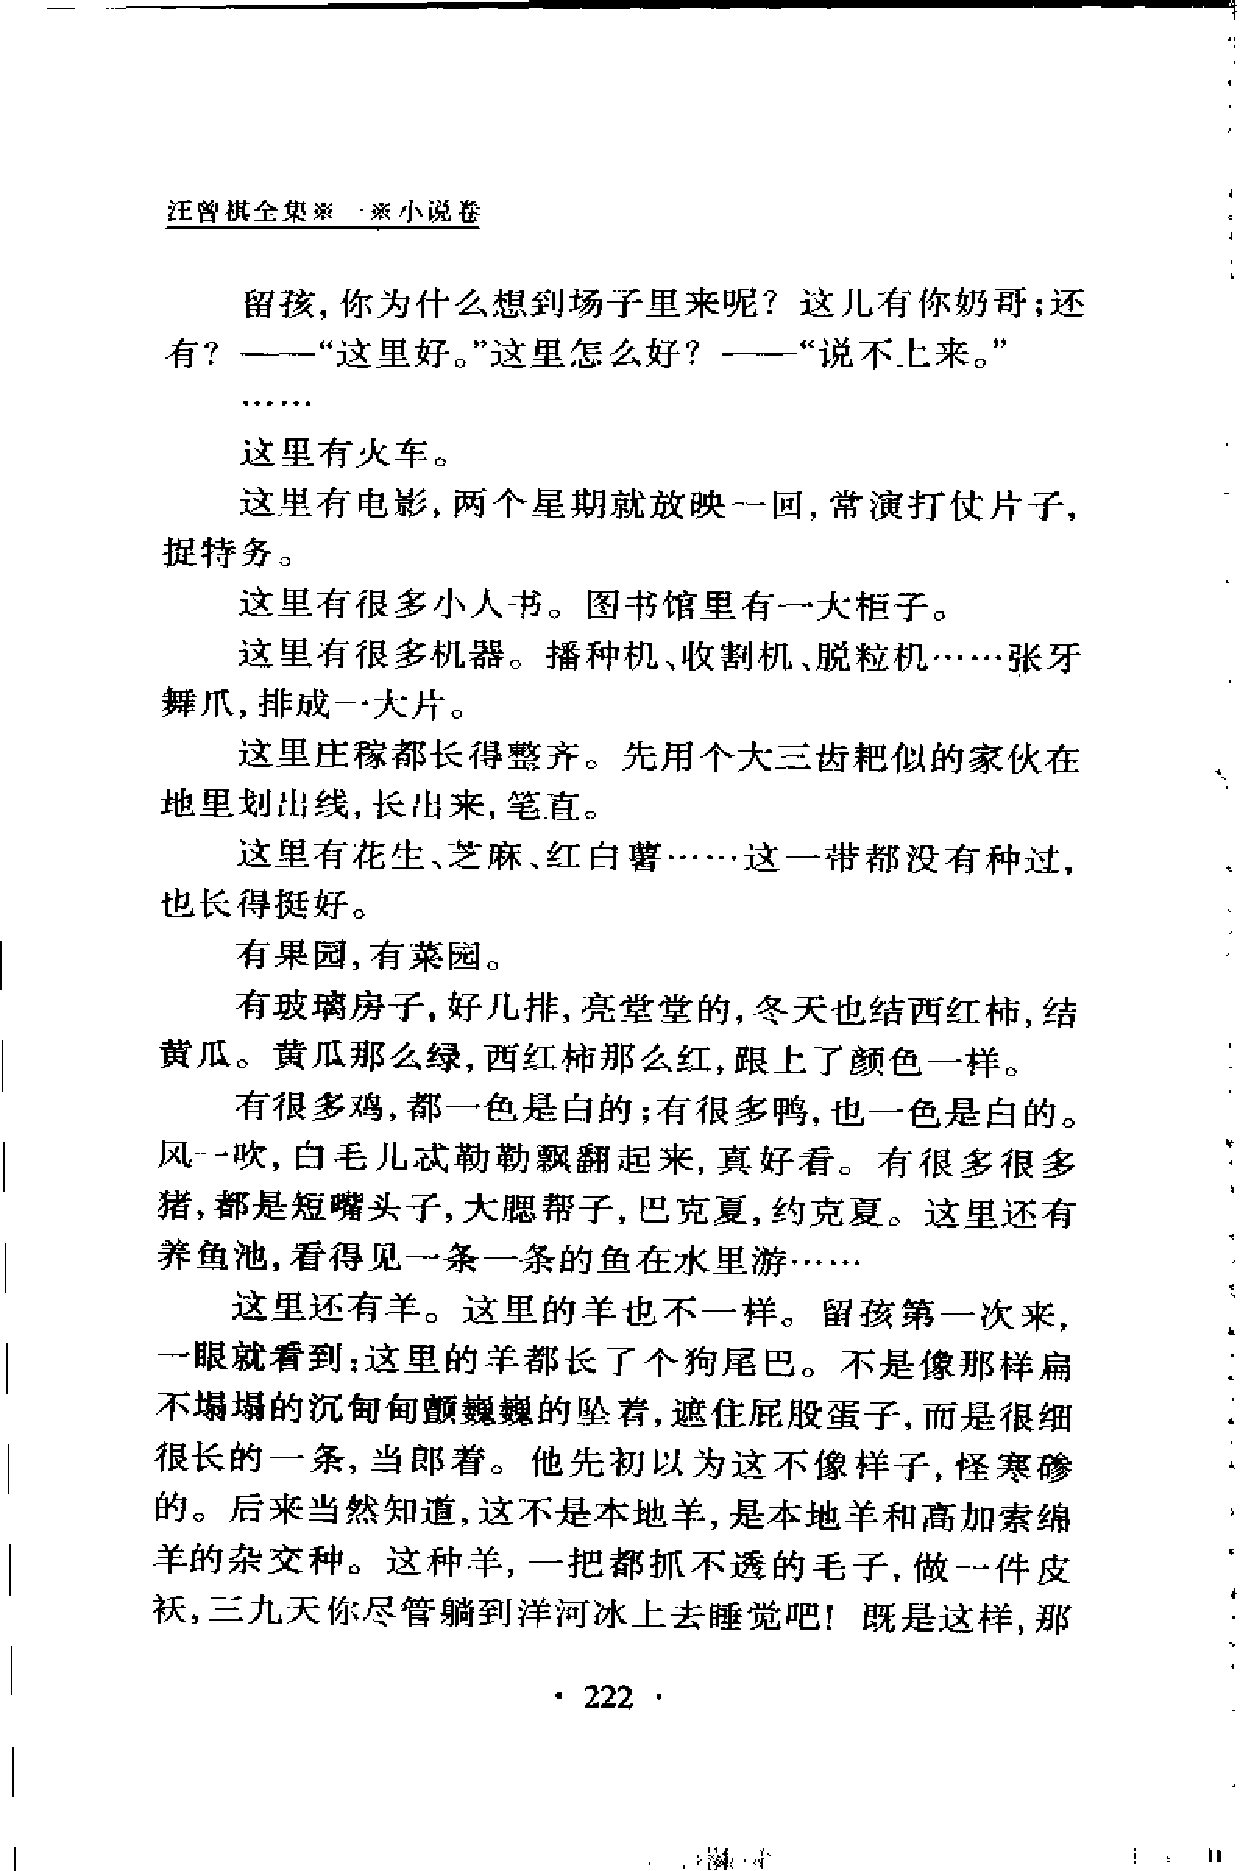 汪曾祺全集※一※小说卷
留孩,你为什么想到场子里来呢?这儿有你奶哥;还
有?——“这里好。”这里怎么好?——“说不上来。”
……
这里有火车。
这里有电影,两个星期就放映一回,常演打仗片子,
捉特务。
这里有很多小人书。图书馆里有一大柜子。
这里有很多机器。播种机、收割机、脱粒机……张牙
舞爪,排成一大片。
这里庄稼都长得整齐。先用个大三齿耙似的家伙在
地里划出线,长出来,笔直。
这里有花生、芝麻、红白薯……这一带都没有种过,
也长得挺好。
有果园,有菜园。
有玻璃房子,好几排,亮堂堂的,冬天也结西红柿,结
黄瓜。黄瓜那么绿,西红柿那么红,跟上了颜色一样。
有很多鸡,都一色是白的;有很多鸭,也一色是白的。
风一吹,白毛儿忒勒勒飘翻起来,真好看。有很多很多
猪,都是短嘴头子,大腮帮子,巴克夏,约克夏。这里还有
养鱼池,看得见一条一条的鱼在水里游……
这里还有羊。这里的羊也不一样。留孩第一次来,
一眼就看到;这里的羊都长了个狗尾巴。不是像那样扁
不塌塌的沉甸甸颤巍巍的坠着,遮住屁股蛋子,而是很细
很长的一条,当郎着。他先初以为这不像样子,怪寒碜
的。后来当然知道,这不是本地羊,是本地羊和高加索绵
羊的杂交种。这种羊,一把都抓不透的毛子,做一件皮
袄,三九天你尽管躺到洋河冰上去睡觉吧!既是这样,那
·222·